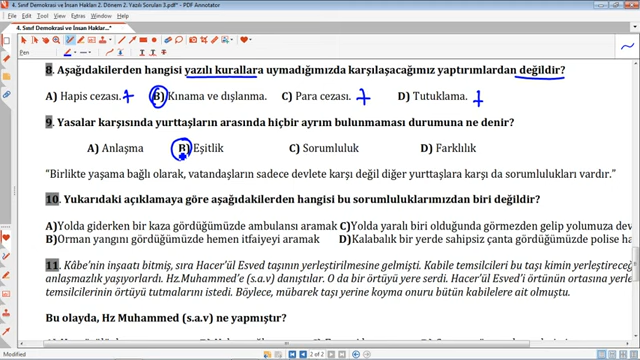 4. Sınıf Demokrasi ve İnsan Hakları 2. Dönem 2. Yazılı Soruları 3.pdf* - PDF Annotator
File Edit View Tool Extras Window Help
4. Sınıf Demokrasi ve İnsan Haklar...*
Pen
8. Aşağıdakilerden hangisi yazılı kurallara uymadığımızda karşılaşacağımız yaptırımlardan değildir?
A) Hapis cezası. B) Kınama ve dışlanma. C) Para cezası. D) Tutuklama.
9. Yasalar karşısında yurttaşların arasında hiçbir ayrım bulunmaması durumuna ne denir?
A) Anlaşma B) Eşitlik C) Sorumluluk D) Farklılık
“Birlikte yaşama bağlı olarak, vatandaşların sadece devlete karşı değil diğer yurttaşlara karşı da sorumlulukları vardır.”
10. Yukarıdaki açıklamaya göre aşağıdakilerden hangisi bu sorumluluklarımızdan biri değildir?
A)Yolda giderken bir kaza gördüğümüzde ambulansı aramak C)Yolda yaralı biri olduğunda görmezden gelip yolumuza dev
B)Orman yangını gördüğümüzde hemen itfaiyeyi aramak D)Kalabalık bir yerde sahipsiz çanta gördüğümüzde polise ha
11. Kâbe’nin inşaatı bitmiş, sıra Hacer’ül Esved taşının yerleştirilmesine gelmişti. Kabile temsilcileri bu taşı kimin yerleştireceğ
anlaşmazlık yaşıyorlardı. Hz.Muhammed’e (s.a.v) danıştılar. O da bir örtüyü yere serdi. Hacer’ül Esved’i örtünün ortasına yerle
temsilcilerinin örtüyü tutmalarını istedi. Böylece, mübarek taşı yerine koyma onuru bütün kabilelere ait olmuştu.
Bu olayda, Hz Muhammed (s.a.v) ne yapmıştır?
Modified
2 of 2